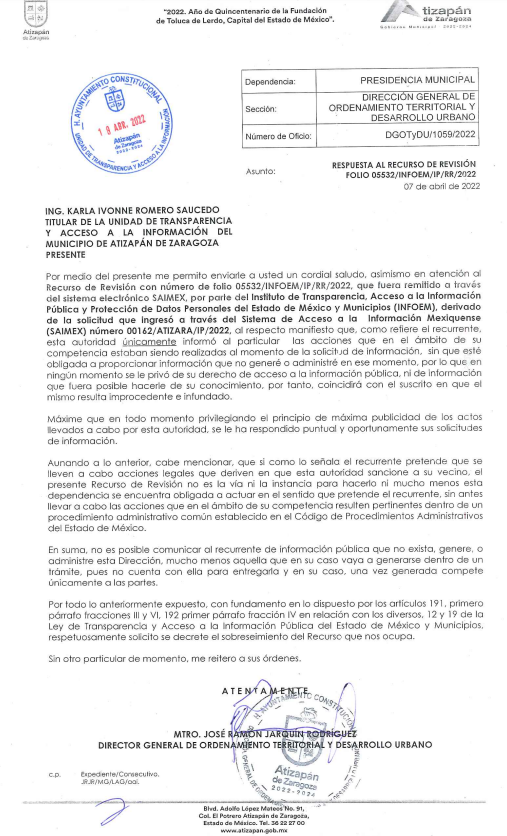 Atizapán
de Zaragoza
"2022. Año de Quincentenario de la Fundación
de Toluca de Lerdo, Capital del Estado de México".
Atizapán
de Zaragoza
Gobierno Municipal 2022-2024
H. AYUNTAMIENTO CONSTITUCIONAL
18 ABR. 2022
Atizapán
de Zaragoza
UNIDAD DE TRANSPARENCIA Y ACCESO A LA INFORMACIÓN
Dependencia: PRESIDENCIA MUNICIPAL
Sección: DIRECCIÓN GENERAL DE
ORDENAMIENTO TERRITORIAL Y
DESARROLLO URBANO
Número de Oficio: DGOTyDU/1059/2022
Asunto: RESPUESTA AL RECURSO DE REVISIÓN
FOLIO 05532/INFOEM/IP/RR/2022
07 de abril de 2022
ING. KARLA IVONNE ROMERO SAUCEDO
TITULAR DE LA UNIDAD DE TRANSPARENCIA
Y ACCESO A LA INFORMACIÓN DEL
MUNICIPIO DE ATIZAPÁN DE ZARAGOZA
PRESENTE
Por medio del presente me permito enviarle a usted un cordial saludo, asimismo en atención al
Recurso de Revisión con número de folio 05532/INFOEM/IP/RR/2022, que fuera remitido a través
del sistema electrónico SAIMEX, por parte del Instituto de Transparencia, Acceso a la Información
Pública y Protección de Datos Personales del Estado de México y Municipios (INFOEM), derivado
de la solicitud que ingresó a través del Sistema de Acceso a la Información Mexiquense
(SAIMEX) número 00162/ATIZARA/IP/2022, al respecto manifiesto que, como refiere el recurrente,
esta autoridad únicamente informó al particular las acciones que en el ámbito de su
competencia estaban siendo realizadas al momento de la solicitud de información, sin que esté
obligada a proporcionar información que no generó o administré en ese momento, por lo que en
ningún momento se le privó de su derecho de acceso a la información pública, ni de información
que fuera posible hacerle de su conocimiento, por tanto, coincidirá con el suscrito en que el
mismo resulta improcedente e infundado.
Máxime que en todo momento privilegiando el principio de máxima publicidad de los actos
llevados a cabo por esta autoridad, se le ha respondido puntual y oportunamente sus solicitudes
de información.
Aunando a lo anterior, cabe mencionar, que si como lo señala el recurrente pretende que se
lleven a cabo acciones legales que deriven en que esta autoridad sancione a su vecino, el
presente Recurso de Revisión no es la vía ni la instancia para hacerlo ni mucho menos esta
dependencia se encuentra obligada a actuar en el sentido que pretende el recurrente, sin antes
llevar a cabo las acciones que en el ámbito de su competencia resulten pertinentes dentro de un
procedimiento administrativo común establecido en el Código de Procedimientos Administrativos
del Estado de México.
En suma, no es posible comunicar al recurrente de información pública que no exista, genere, o
administre esta Dirección, mucho menos aquella que en su caso vaya a generarse dentro de un
trámite, pues no cuenta con ella para entregarla y en su caso, una vez generada compete
únicamente a las partes.
Por todo lo anteriormente expuesto, con fundamento en lo dispuesto por los artículos 191, primero
párrafo fracciones III y VI, 192 primer párrafo fracción IV en relación con los diversos, 12 y 19 de la
Ley de Transparencia y Acceso a la Información Pública del Estado de México y Municipios,
respetuosamente solicito se decrete el sobreseimiento del Recurso que nos ocupa.
Sin otro particular de momento, me reitero a sus órdenes.
ATENTAMENTE
MTRO. JOSÉ RAMÓN JARQUÍN RODRÍGUEZ
DIRECTOR GENERAL DE ORDENAMIENTO TERRITORIAL Y DESARROLLO URBANO
H. AYUNTAMIENTO CONSTITUCIONAL
Atizapán
de Zaragoza
2022-2024
c.p. Expediente/Consecutivo.
JRJR/MG/LAG/oal.
Blvd. Adolfo López Mateos No. 91,
Col. El Potrero Atizapán de Zaragoza,
Estado de México. Tel. 36 22 27 00
www.atizapan.gob.mx